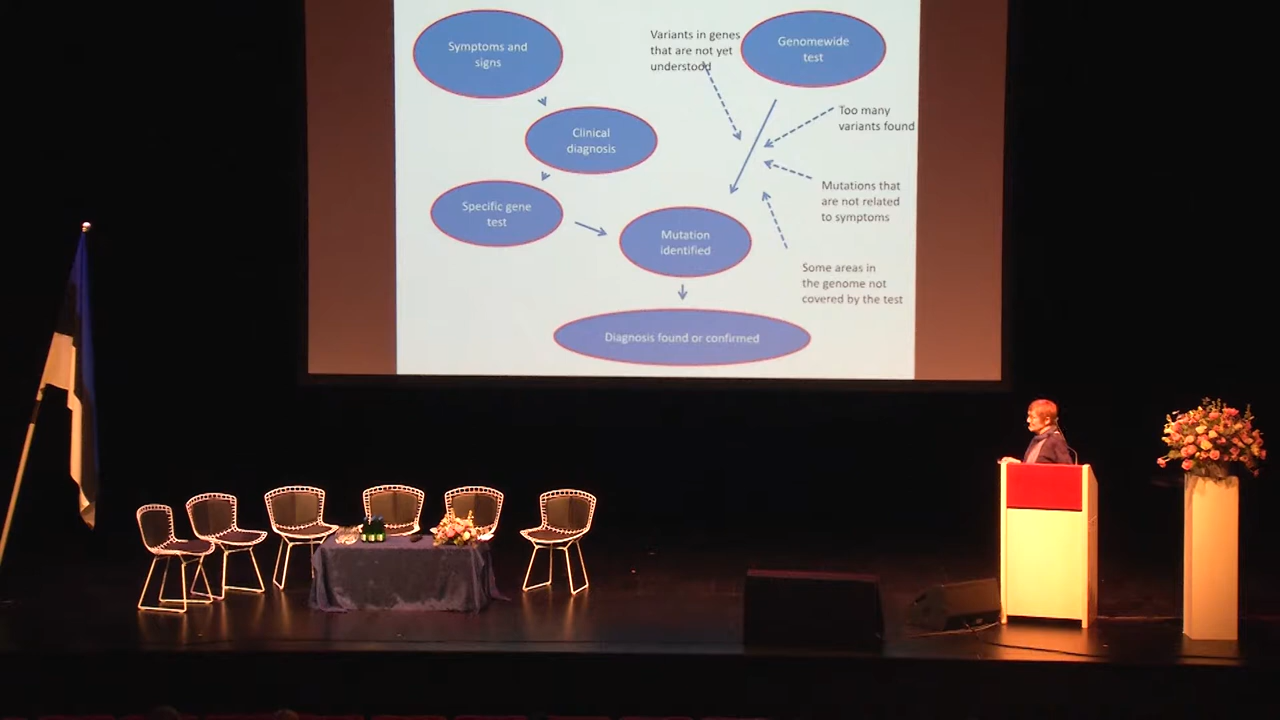 Symptoms and
signs
Variants in genes
that are not yet
understood
Genomewide
test
Clinical
diagnosis
Too many
variants found
Specific gene
test
Mutations that
are not related
to symptoms
Mutation
identified
Some areas in
the genome not
covered by the test
Diagnosis found or confirmed